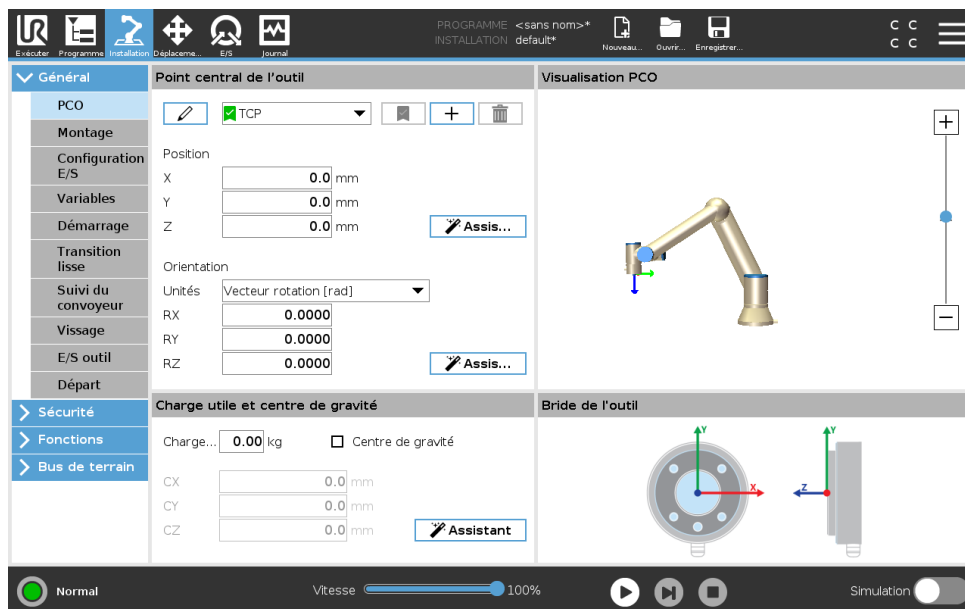 PROGRAMME <sans nom>*
INSTALLATION default*
Exécuter
Programme
Installation
Déplaceme...
E/S
Journal
Nouveau...
Ouvrir...
Enregistrer...
C C
C C
Général
PCO
Montage
Configuration
E/S
Variables
Démarrage
Transition
lisse
Suivi du
convoyeur
Vissage
E/S outil
Départ
Sécurité
Fonctions
Bus de terrain
Point central de l'outil
TCP
Position
X 0.0 mm
Y 0.0 mm
Z 0.0 mm
Assis...
Orientation
Unités Vecteur rotation [rad]
RX 0.0000
RY 0.0000
RZ 0.0000
Assis...
Charge utile et centre de gravité
Charge... 0.00 kg
Centre de gravité
CX 0.0 mm
CY 0.0 mm
CZ 0.0 mm
Assistant
Visualisation PCO
Bride de l'outil
Y
X
Y
Z
Normal
Vitesse
100%
Simulation